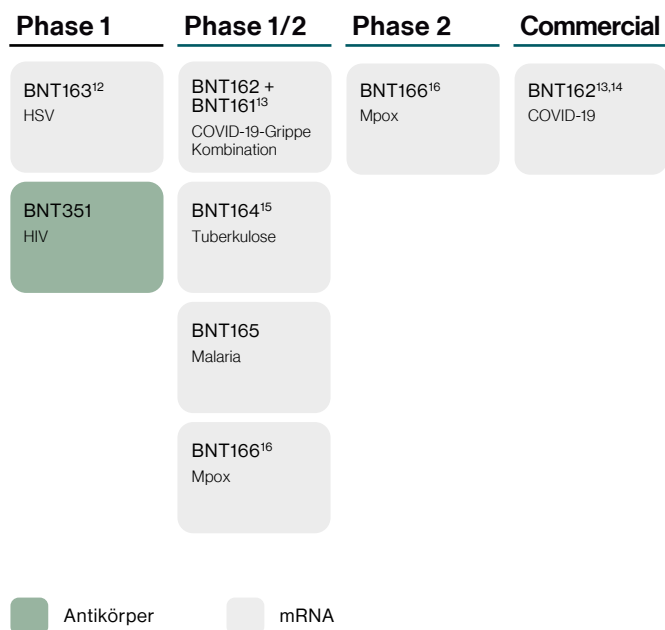 Phase 1
Phase 1/2
Phase 2
Commercial
BNT163¹²
HSV
BNT162 +
BNT161¹³
COVID-19-Grippe
Kombination
BNT166¹⁶
Mpox
BNT162¹³,¹⁴
COVID-19
BNT351
HIV
BNT164¹⁵
Tuberkulose
BNT165
Malaria
BNT166¹⁶
Mpox
Antikörper
mRNA